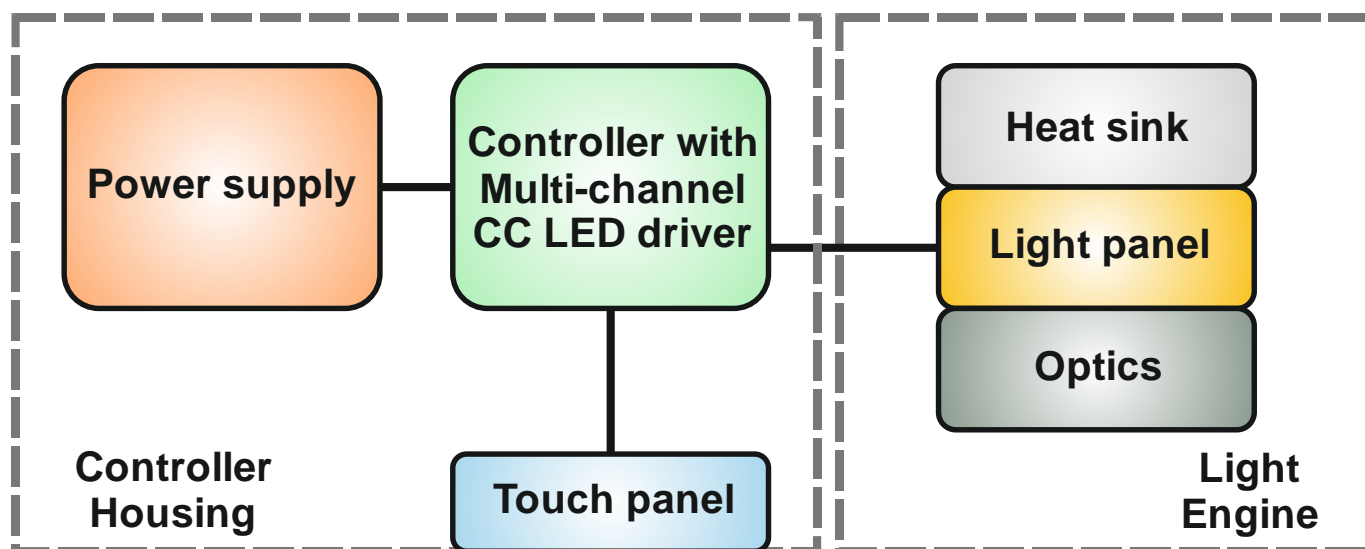 Power supply
Controller with
Multi-channel
CC LED driver
Heat sink
Light panel
Optics
Controller
Housing
Touch panel
Light
Engine